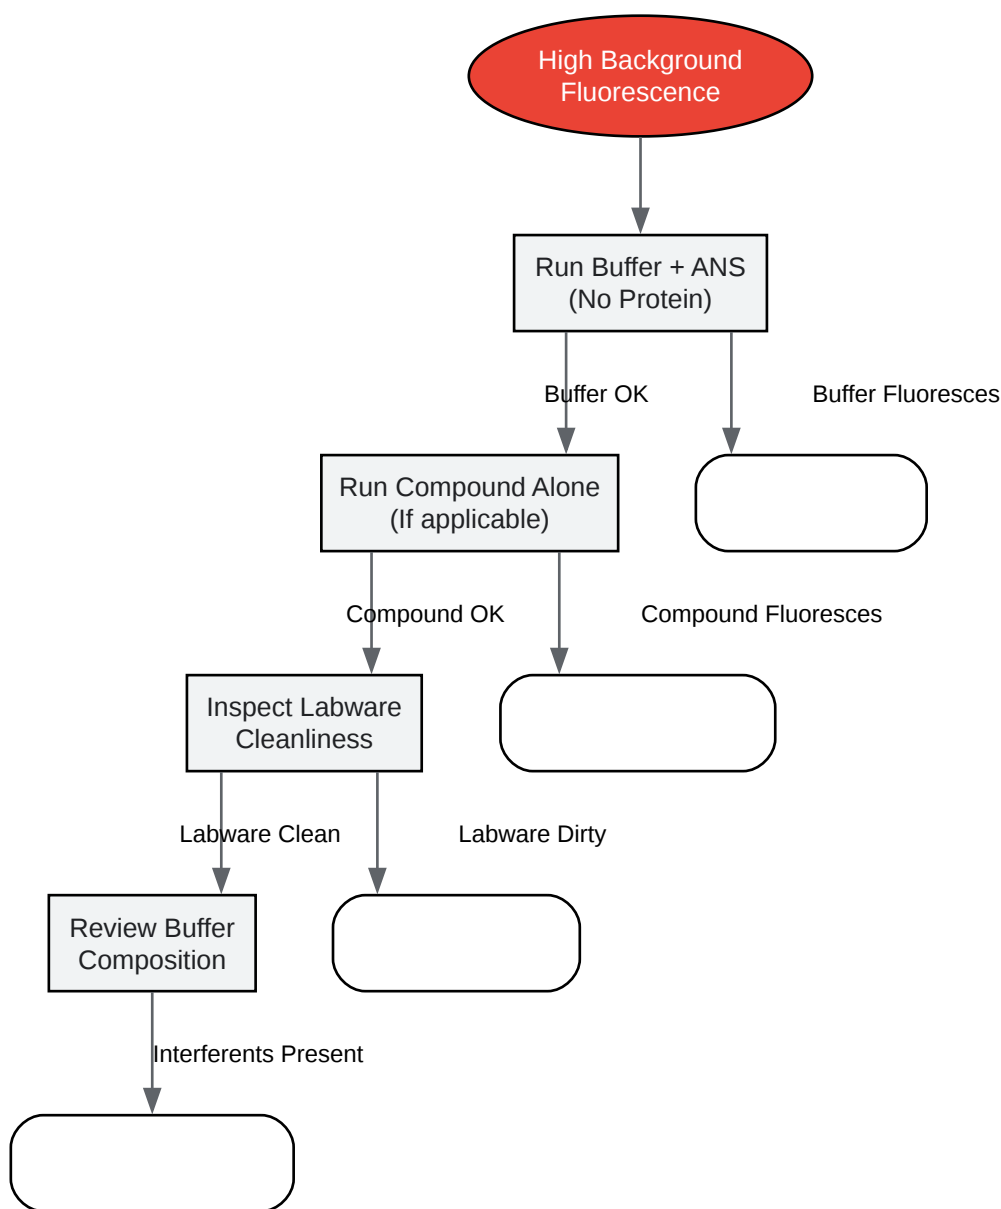 High Background
Fluorescence
Run Buffer + ANS
(No Protein)
Buffer OK
Buffer Fluoresces
Run Compound Alone
(If applicable)
Compound OK
Compound Fluoresces
Inspect Labware
Cleanliness
Labware Clean
Labware Dirty
Review Buffer
Composition
Interferents Present